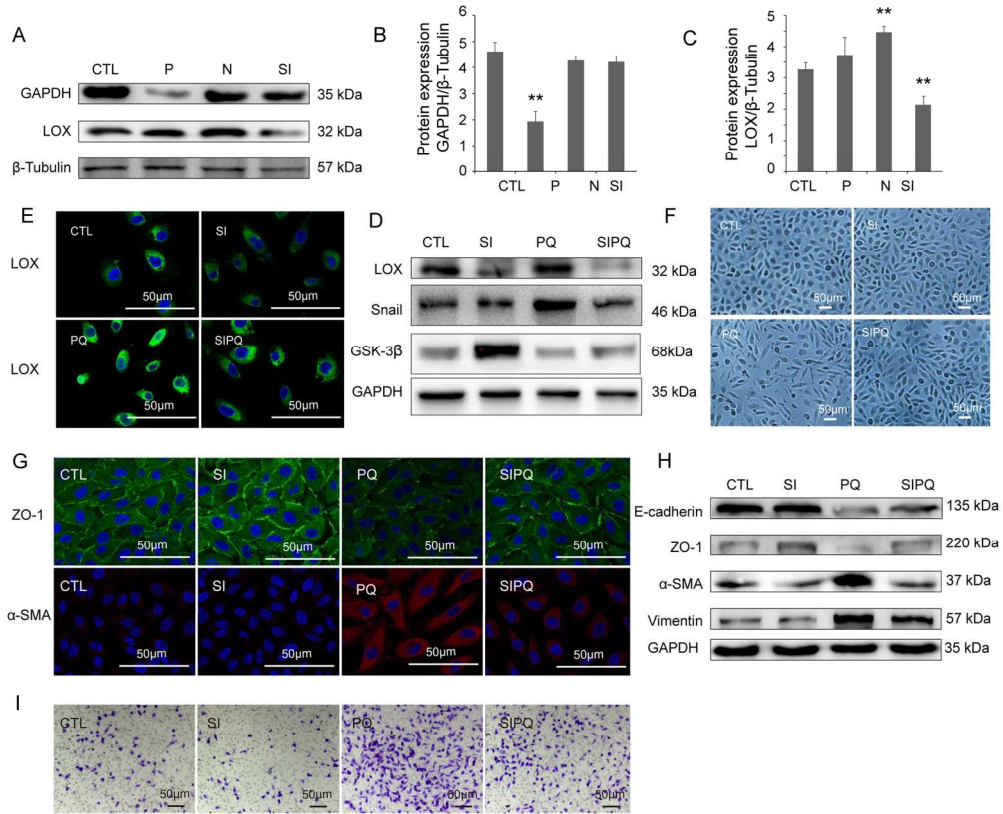 A
CTL P N SI
GAPDH 35 kDa
LOX 32 kDa
β-Tubulin 57 kDa
B
Protein expression
GAPDH/β-Tubulin
6
5
4
3
2
1
0
**
CTL P N SI
C
Protein expression
LOX/β-Tubulin
6
5
4
3
2
1
0
**
**
CTL P N SI
E
LOX
CTL
50μm
SI
50μm
LOX
PQ
50μm
SIPQ
50μm
D
CTL SI PQ SIPQ
LOX 32 kDa
Snail 46 kDa
GSK-3β 68kDa
GAPDH 35 kDa
F
CTL
50μm
SI
50μm
PQ
50μm
SIPQ
50μm
G
ZO-1
CTL
50μm
SI
50μm
PQ
50μm
SIPQ
50μm
α-SMA
CTL
50μm
SI
50μm
PQ
50μm
SIPQ
50μm
H
CTL SI PQ SIPQ
E-cadherin 135 kDa
ZO-1 220 kDa
α-SMA 37 kDa
Vimentin 57 kDa
GAPDH 35 kDa
I
CTL
50μm
SI
50μm
PQ
50μm
SIPQ
50μm